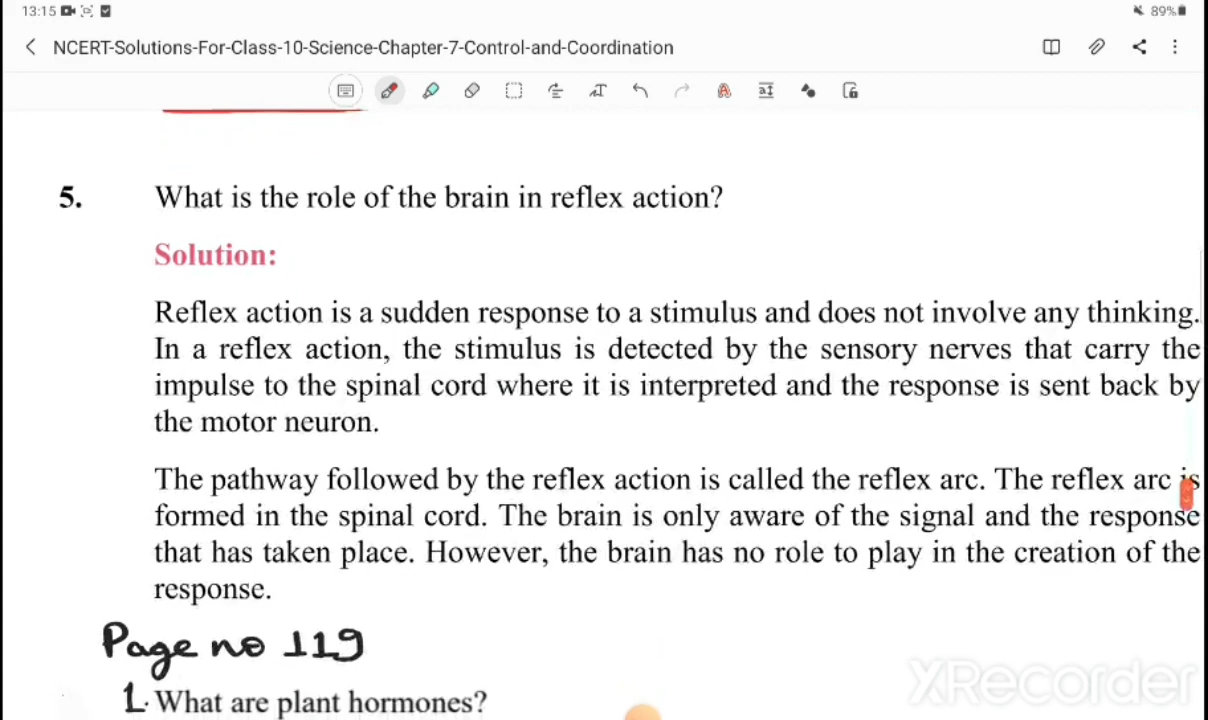 13:15
89%
NCERT-Solutions-For-Class-10-Science-Chapter-7-Control-and-Coordination
5. What is the role of the brain in reflex action?
Solution:
Reflex action is a sudden response to a stimulus and does not involve any thinking.
In a reflex action, the stimulus is detected by the sensory nerves that carry the
impulse to the spinal cord where it is interpreted and the response is sent back by
the motor neuron.
The pathway followed by the reflex action is called the reflex arc. The reflex arc is
formed in the spinal cord. The brain is only aware of the signal and the response
that has taken place. However, the brain has no role to play in the creation of the
response.
Page no 119
1. What are plant hormones?
XRecorder